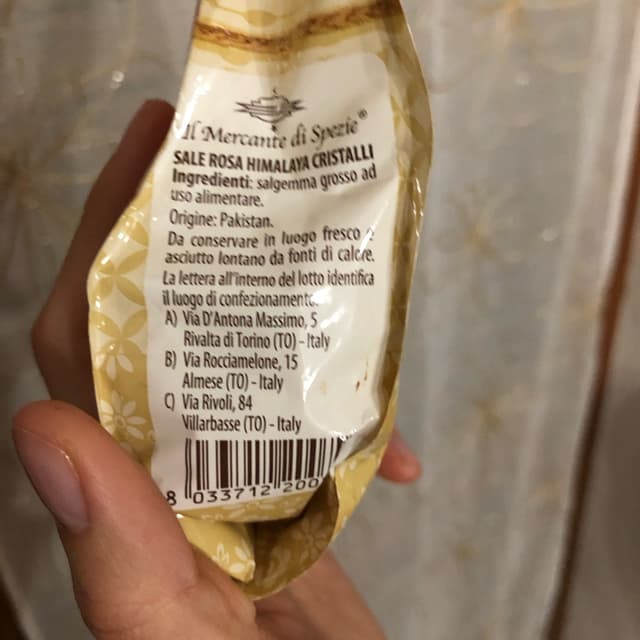 Il Mercante di Spezie®
SALE ROSA HIMALAYA CRISTALLI
Ingredienti: salgemma grosso ad
uso alimentare.
Origine: Pakistan.
Da conservare in luogo fresco e
asciutto lontano da fonti di calore.
La lettera all'interno del lotto identifica
il luogo di confezionamento.
A) Via D'Antona Massimo, 5
Rivalta di Torino (TO) - Italy
B) Via Rocciamelone, 15
Almese (TO) - Italy
C) Via Rivoli, 84
Villarbasse (TO) - Italy
8 033712 200